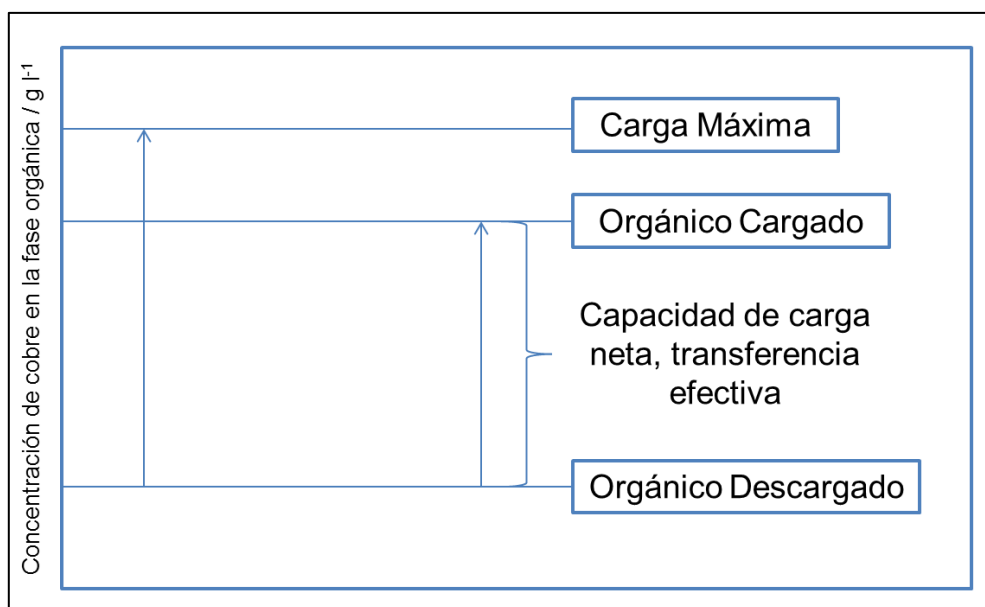 Concentración de cobre en la fase orgánica / g l-1
Carga Máxima
Orgánico Cargado
Capacidad de carga
neta, transferencia
efectiva
Orgánico Descargado